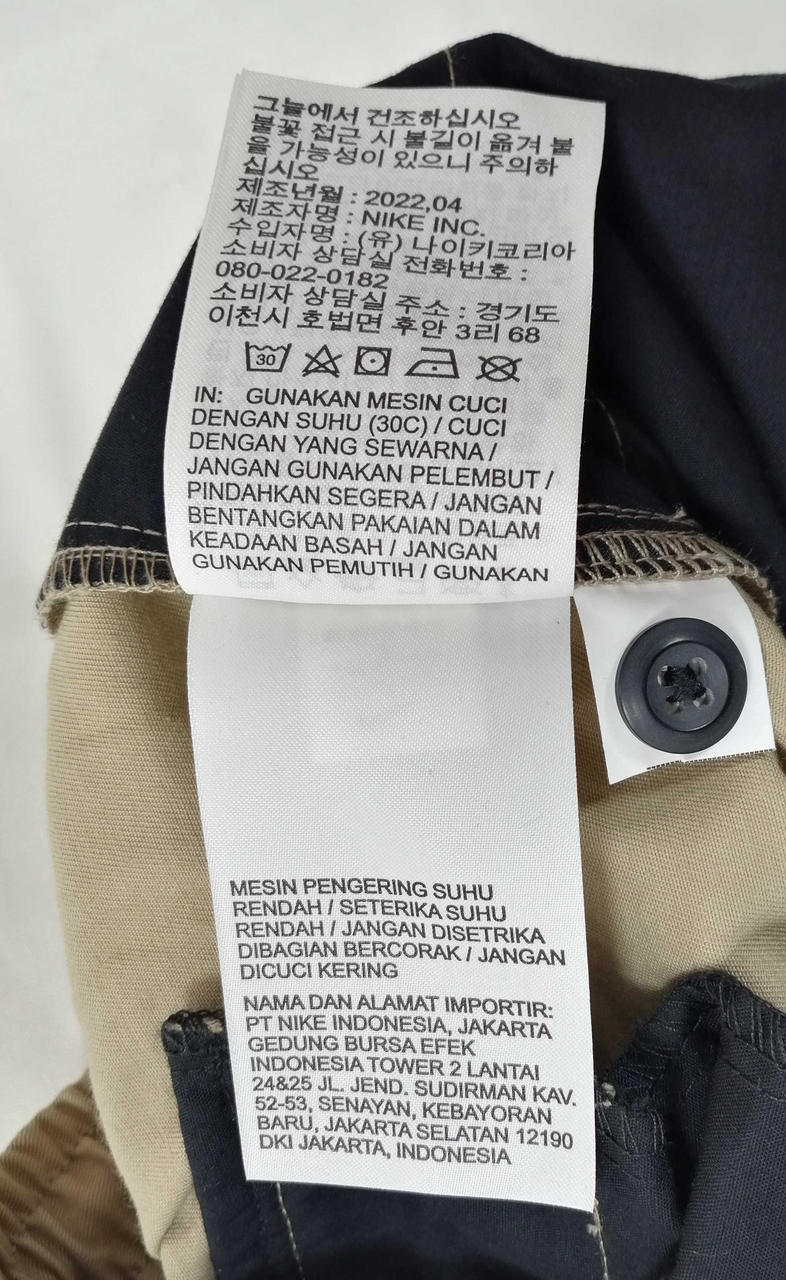 그늘에서 건조하십시오
불꽃 접근 시 불길이 옮겨 붙
을 가능성이 있으니 주의하
십시오
제조년월 : 2022,04
제조자명 : NIKE INC.
수입자명 : (유) 나이키코리아
소비자 상담실 전화번호 :
080-022-0182
소비자 상담실 주소 : 경기도
이천시 호법면 후안 3리 68
30
IN: GUNAKAN MESIN CUCI
DENGAN SUHU (30C) / CUCI
DENGAN YANG SEWARNA /
JANGAN GUNAKAN PELEMBUT /
PINDAHKAN SEGERA / JANGAN
BENTANGKAN PAKAIAN DALAM
KEADAAN BASAH / JANGAN
GUNAKAN PEMUTIH / GUNAKAN
MESIN PENGERING SUHU
RENDAH / SETERIKA SUHU
RENDAH / JANGAN DISETRIKA
DIBAGIAN BERCORAK / JANGAN
DICUCI KERING
NAMA DAN ALAMAT IMPORTIR:
PT NIKE INDONESIA, JAKARTA
GEDUNG BURSA EFEK
INDONESIA TOWER 2 LANTAI
24&25 JL. JEND. SUDIRMAN KAV.
52-53, SENAYAN, KEBAYORAN
BARU, JAKARTA SELATAN 12190
DKI JAKARTA, INDONESIA